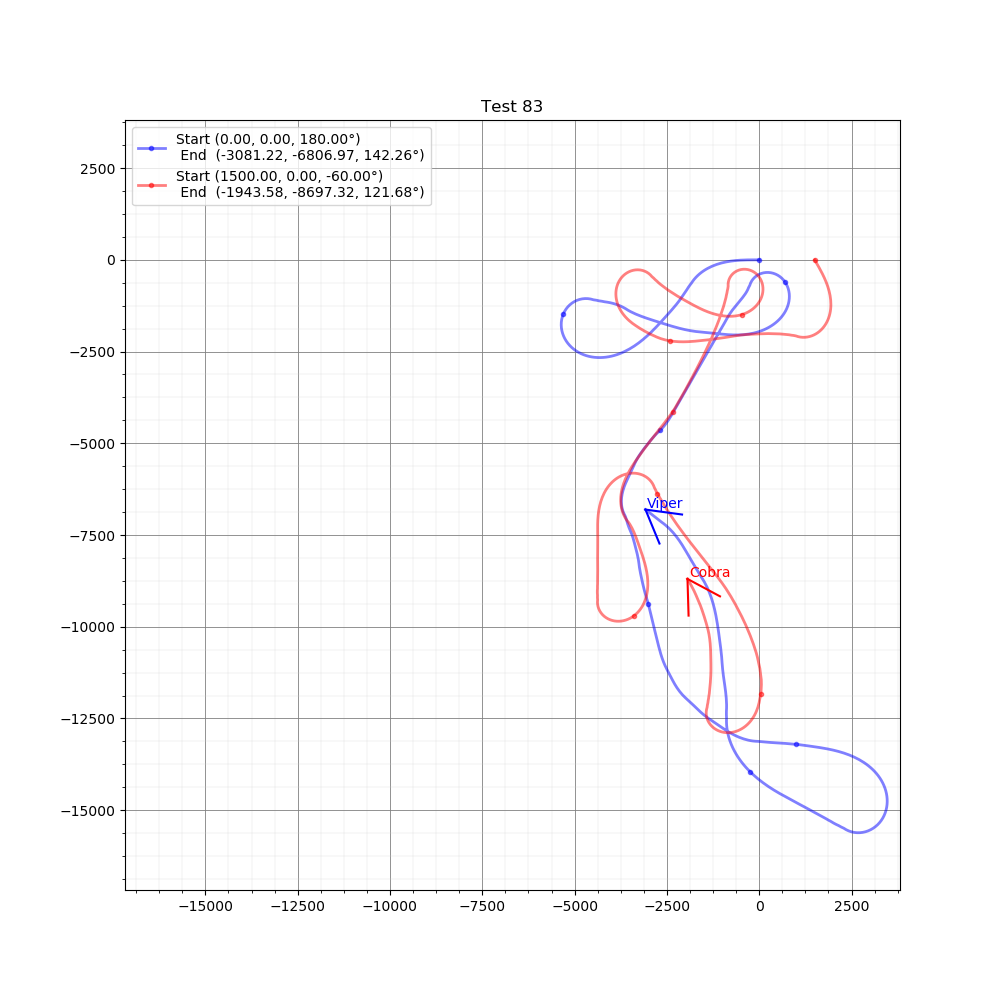 Test 83
Start (0.00, 0.00, 180.00°)
End  (-3081.22, -6806.97, 142.26°)
Start (1500.00, 0.00, -60.00°)
End  (-1943.58, -8697.32, 121.68°)
2500
0
−2500
−5000
−7500
−10000
−12500
−15000
Viper
Cobra
−15000 −12500 −10000 −7500 −5000 −2500 0 2500